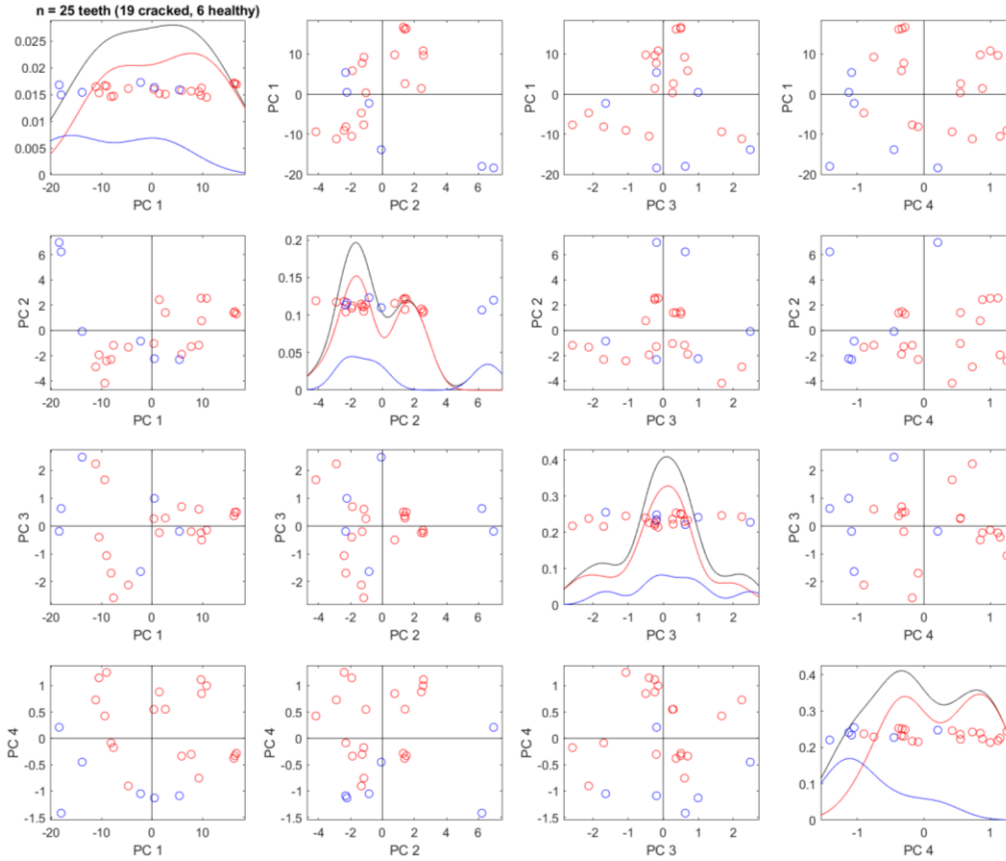 n = 25 teeth (19 cracked, 6 healthy)
0.025
0.02
0.015
0.01
0.005
0
-20 -10 0 10
PC 1
PC 1
10
0
-10
-20
-4 -2 0 2 4 6
PC 2
PC 1
10
0
-10
-20
-2 -1 0 1 2
PC 3
PC 1
10
0
-10
-20
-1 0 1
PC 4
PC 2
6
4
2
0
-2
-4
-20 -10 0 10
PC 1
0.2
0.15
0.1
0.05
0
-4 -2 0 2 4 6
PC 2
PC 2
6
4
2
0
-2
-4
-2 -1 0 1 2
PC 3
PC 2
6
4
2
0
-2
-4
-1 0 1
PC 4
PC 3
2
1
0
-1
-2
-20 -10 0 10
PC 1
PC 3
2
1
0
-1
-2
-4 -2 0 2 4 6
PC 2
0.4
0.3
0.2
0.1
0
-2 -1 0 1 2
PC 3
PC 3
2
1
0
-1
-2
-1 0 1
PC 4
PC 4
1
0.5
0
-0.5
-1
-1.5
-20 -10 0 10
PC 1
PC 4
1
0.5
0
-0.5
-1
-1.5
-4 -2 0 2 4 6
PC 2
PC 4
1
0.5
0
-0.5
-1
-1.5
-3 -2 -1 0 1 2
PC 3
0.4
0.3
0.2
0.1
0
-1 0 1
PC 4